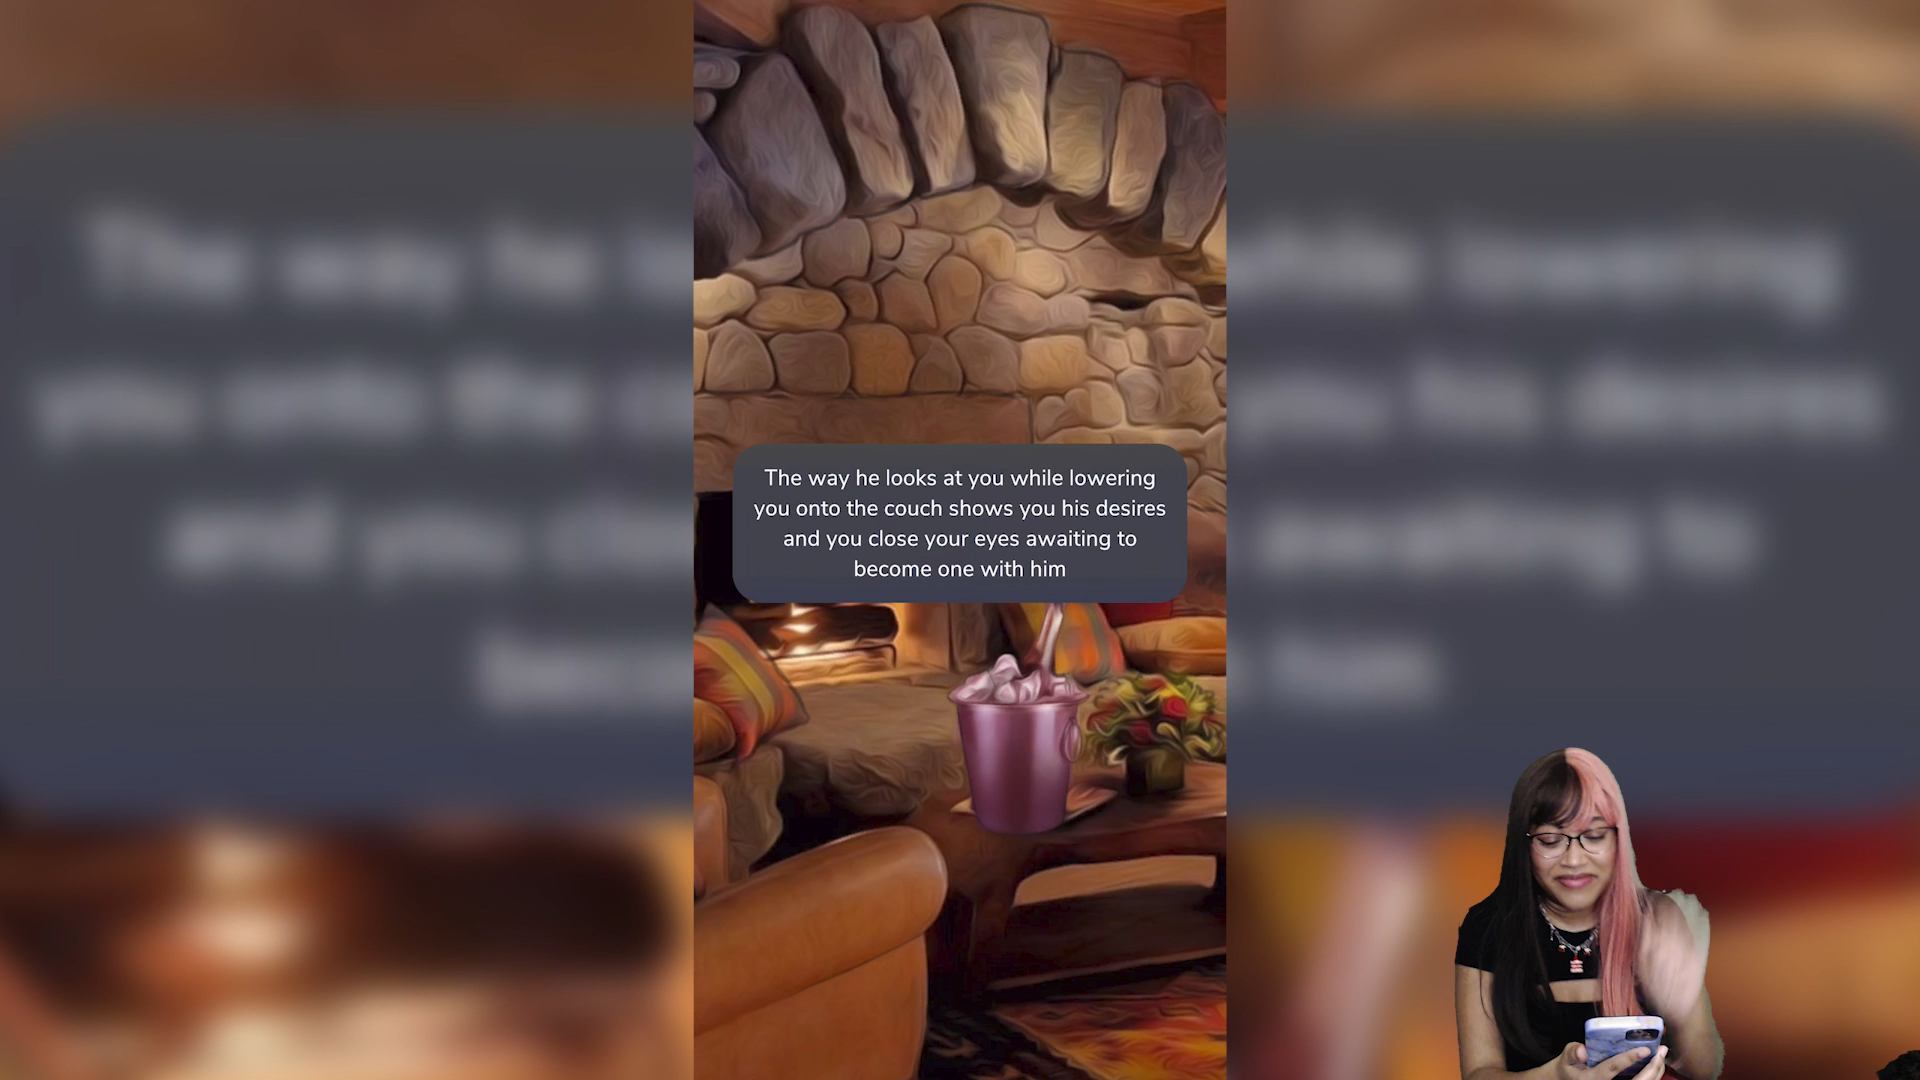 The way he looks at you while lowering
you onto the couch shows you his desires
and you close your eyes awaiting to
become one with him